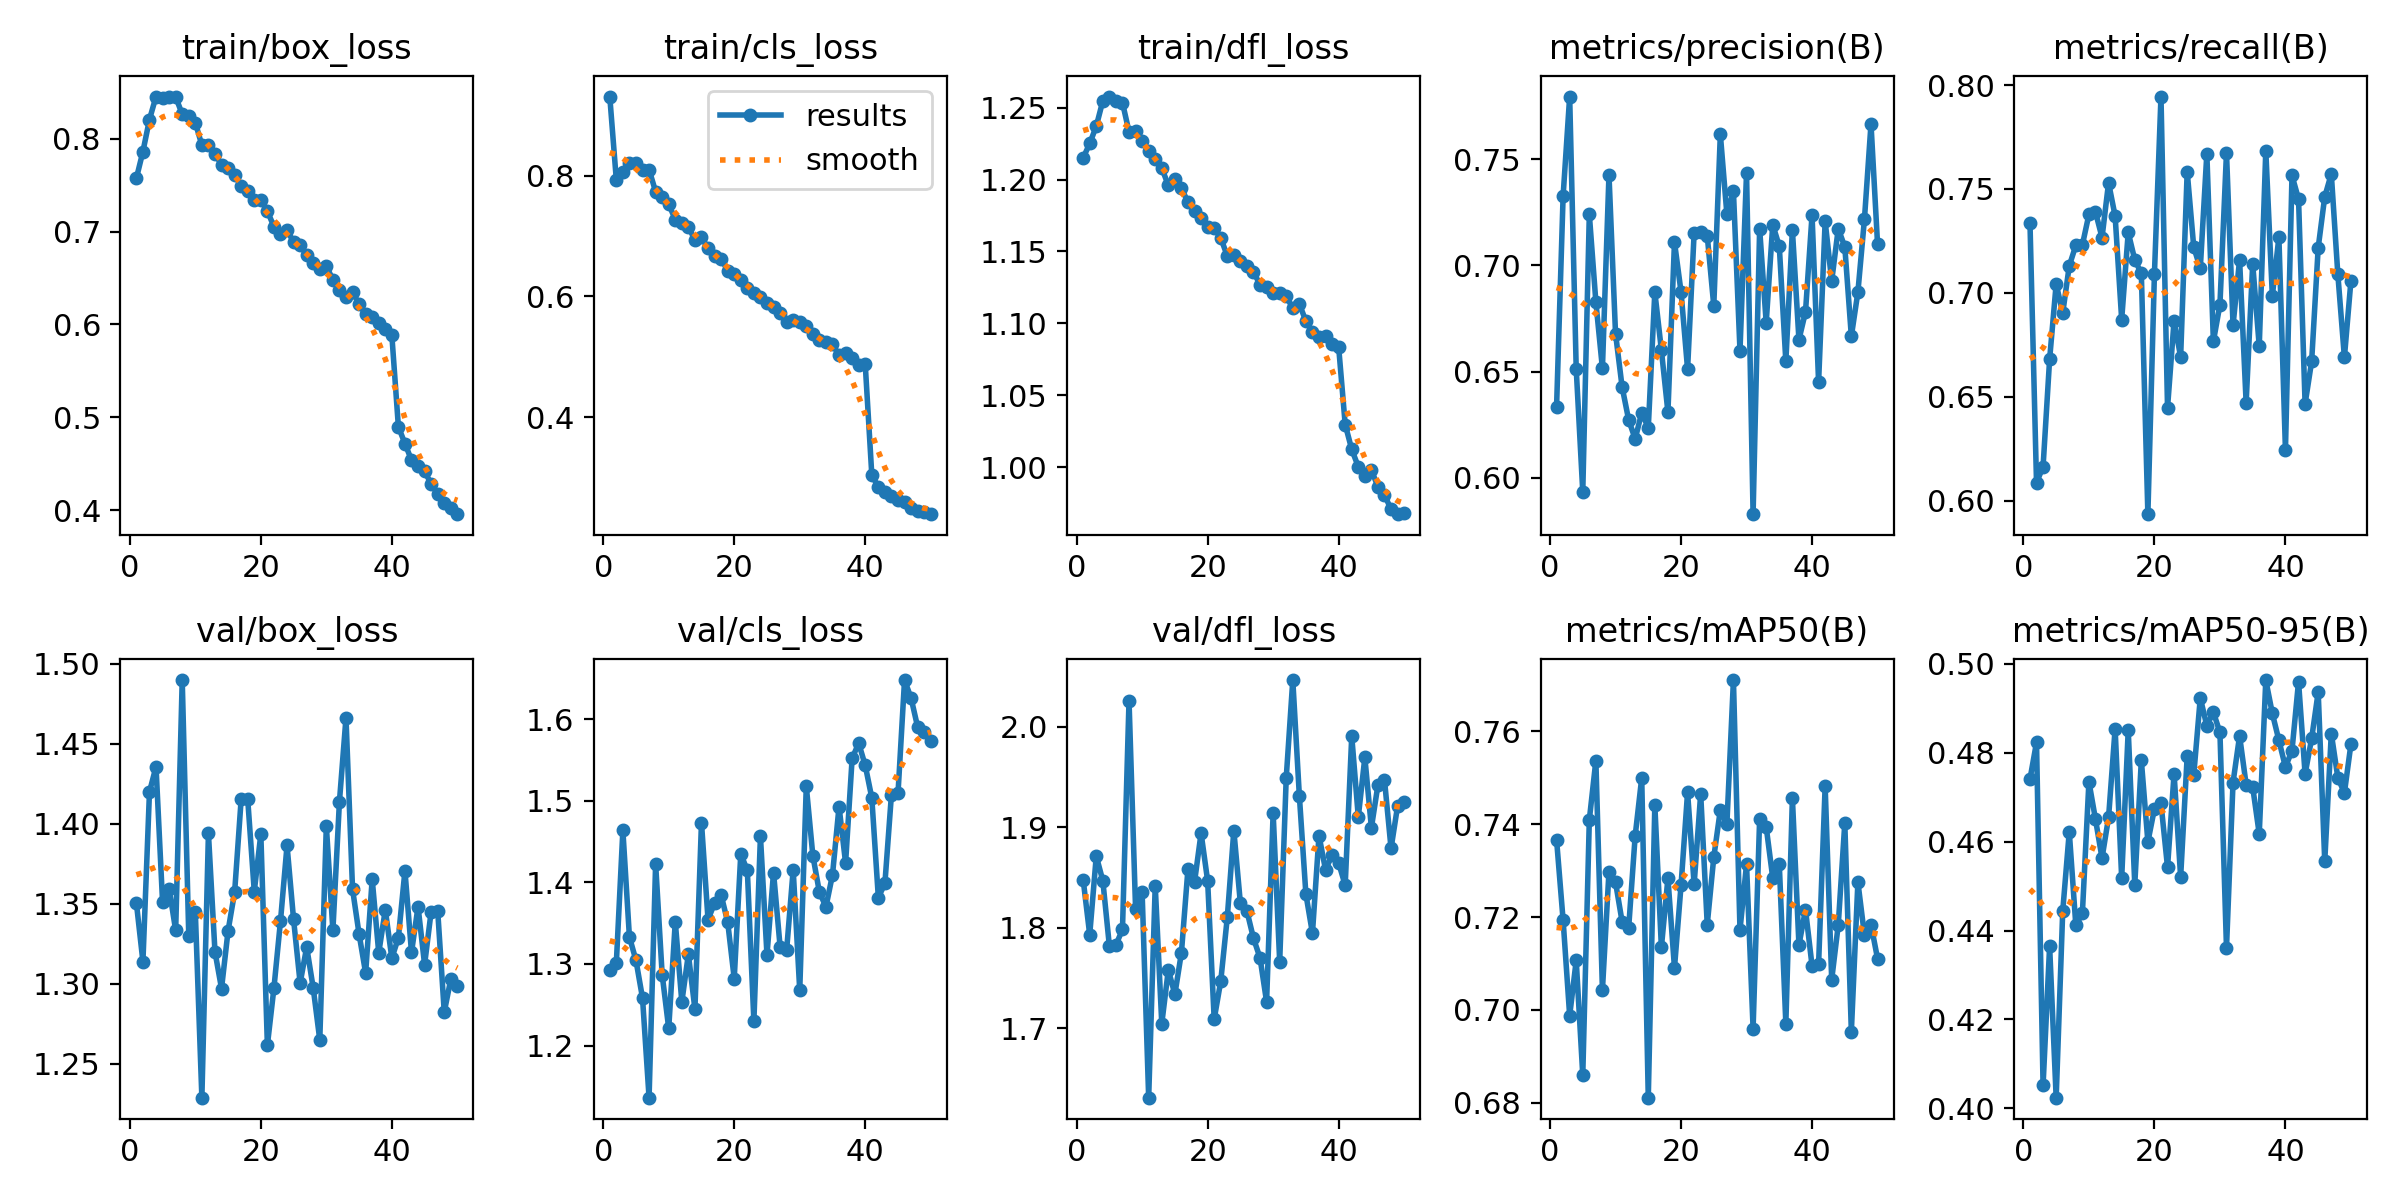 train/box_loss
0.8
0.7
0.6
0.5
0.4
0 20 40
train/cls_loss
results
smooth
0.8
0.6
0.4
0 20 40
train/dfl_loss
1.25
1.20
1.15
1.10
1.05
1.00
0 20 40
metrics/precision(B)
0.75
0.70
0.65
0.60
0 20 40
metrics/recall(B)
0.80
0.75
0.70
0.65
0.60
0 20 40
val/box_loss
1.50
1.45
1.40
1.35
1.30
1.25
0 20 40
val/cls_loss
1.6
1.5
1.4
1.3
1.2
0 20 40
val/dfl_loss
2.0
1.9
1.8
1.7
0 20 40
metrics/mAP50(B)
0.76
0.74
0.72
0.70
0.68
0 20 40
metrics/mAP50-95(B)
0.50
0.48
0.46
0.44
0.42
0.40
0 20 40